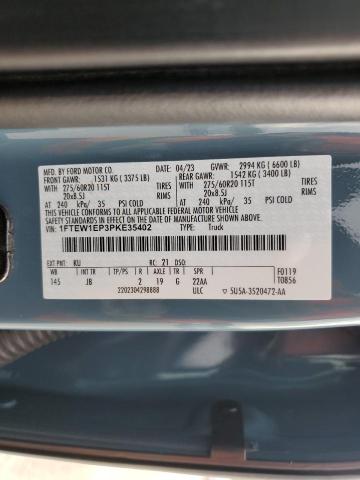 MFD. BY FORD MOTOR CO. 04/23 GVWR: 2994 KG (6600 LB)
FRONT GAWR: 1531 KG (3375 LB) REAR GAWR: 1542 KG (3400 LB)
275/60R20 115T TIRES 275/60R20 115T
20x8.5J RIMS 20x8.5J
AT 240 kPa/ 35 PSI COLD AT 240 kPa/ 35 PSI COLD
THIS VEHICLE CONFORMS TO ALL APPLICABLE FEDERAL MOTOR VEHICLE
SAFETY STANDARDS IN EFFECT ON THE DATE OF MANUFACTURE SHOWN ABOVE.
VIN: 1FTEW1EP3PKE35402 TYPE: Truck
EXT PNT: KU RC: 21 DSO: F0119
WB INT TR TP/PS R AXLE TR SPR T0856
145 JB 2 19 G 22AA
2202304298888 ULC 5U5A-3520472-AA